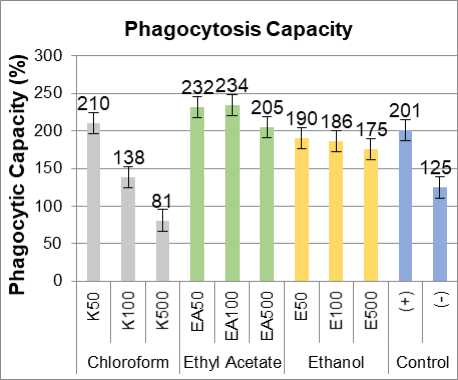 Phagocytosis Capacity
Phagocytic Capacity (%)
300
250
200
150
100
50
0
210
138
81
232
234
205
190
186
175
201
125
K50
K100
K500
EA50
EA100
EA500
E50
E100
E500
(+)
(-)
Chloroform
Ethyl Acetate
Ethanol
Control